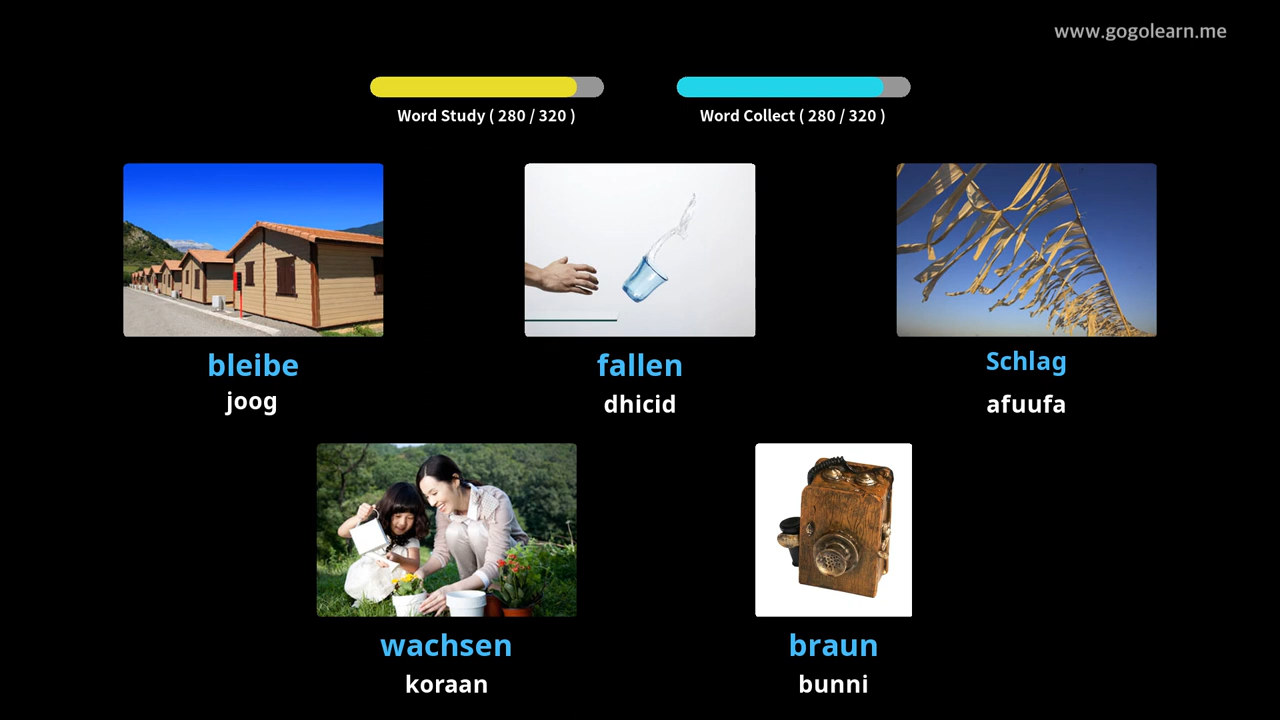 www.gogolearn.me
Word Study ( 280 / 320 )
Word Collect ( 280 / 320 )
bleibe
joog
fallen
dhicid
Schlag
afuufa
wachsen
koraan
braun
bunni